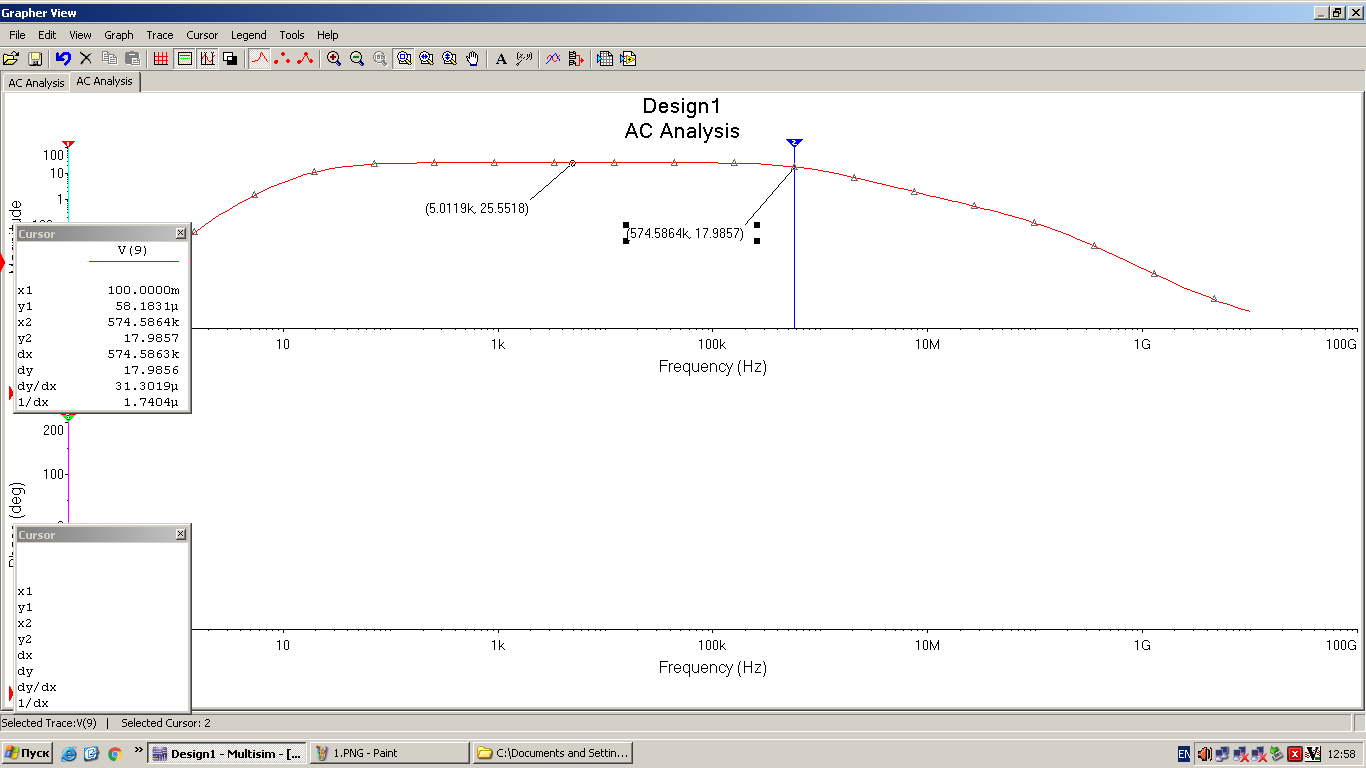 Grapher View
File Edit View Graph Trace Cursor Legend Tools Help
AC Analysis AC Analysis
Design1
AC Analysis
100
10
1
(5.0119k, 25.5518)
(574.5864k, 17.9857)
2
Cursor
V(9)
x1 100.0000m
y1 58.1831µ
x2 574.5864k
y2 17.9857
dx 574.5863k
dy 17.9856
dy/dx 31.3019µ
1/dx 1.7404µ
10 1k 100k 10M 1G 100G
Frequency (Hz)
200
100
(deg)
Cursor
x1
y1
x2
y2
dx
dy
dy/dx
1/dx
10 1k 100k 10M 1G 100G
Frequency (Hz)
Selected Trace:V(9) | Selected Cursor: 2
Пуск Design1 - Multisim - [... 1.PNG - Paint C:\Documents and Settin... EN 12:58